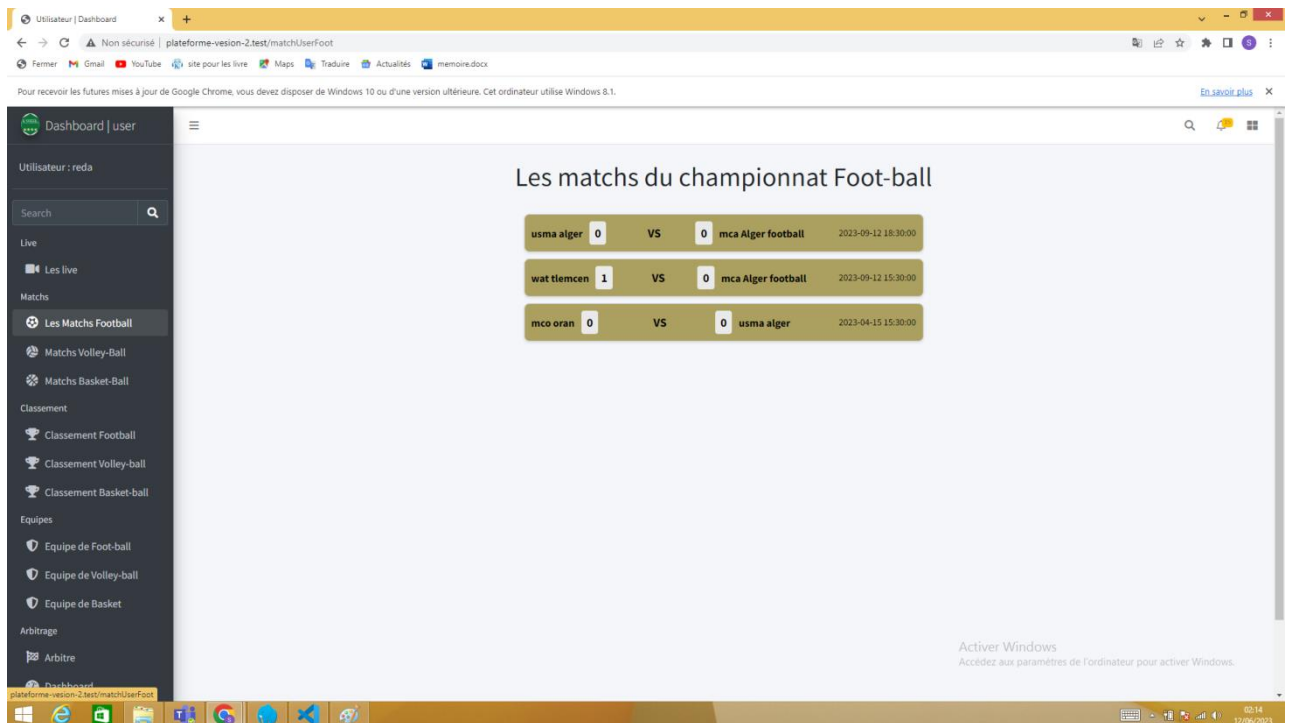 Utilisateur | Dashboard
Non sécurisé | plateforme-vesion-2.test/matchUserFoot
Fermer Gmail YouTube site pour les livre Maps Traduire Actualités memoire.docx
Pour recevoir les futures mises à jour de Google Chrome, vous devez disposer de Windows 10 ou d'une version ultérieure. Cet ordinateur utilise Windows 8.1. En savoir plus
Dashboard | user
Utilisateur : reda
Search
Live
Les live
Matchs
Les Matchs Football
Matchs Volley-Ball
Matchs Basket-Ball
Classement
Classement Football
Classement Volley-ball
Classement Basket-ball
Equipes
Equipe de Foot-ball
Equipe de Volley-ball
Equipe de Basket
Arbitrage
Arbitre
Dashboard
plateforme-vesion-2.test/matchUserFoot
Les matchs du championnat Foot-ball
usma alger 0 VS 0 mca Alger football 2023-09-12 18:30:00
wat tlemcen 1 VS 0 mca Alger football 2023-09-12 15:30:00
mco oran 0 VS 0 usma alger 2023-04-15 15:30:00
Activer Windows
Accédez aux paramètres de l'ordinateur pour activer Windows.
02:14
12/06/2023